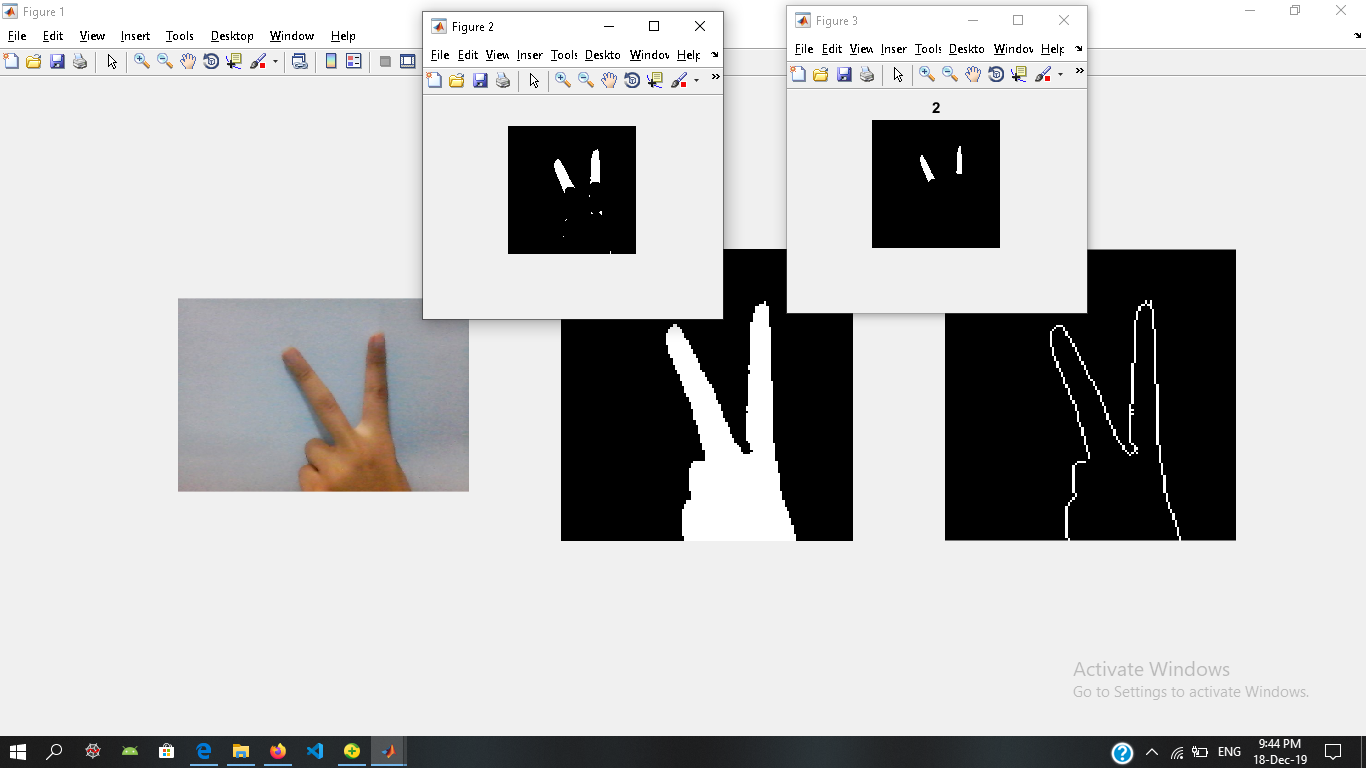 Figure 1
File Edit View Insert Tools Desktop Window Help
Figure 2
File Edit View Inser Tools Deskto Windov Help
Figure 3
File Edit View Inser Tools Deskto Windov Help
2
Activate Windows
Go to Settings to activate Windows.
ENG
9:44 PM
18-Dec-19